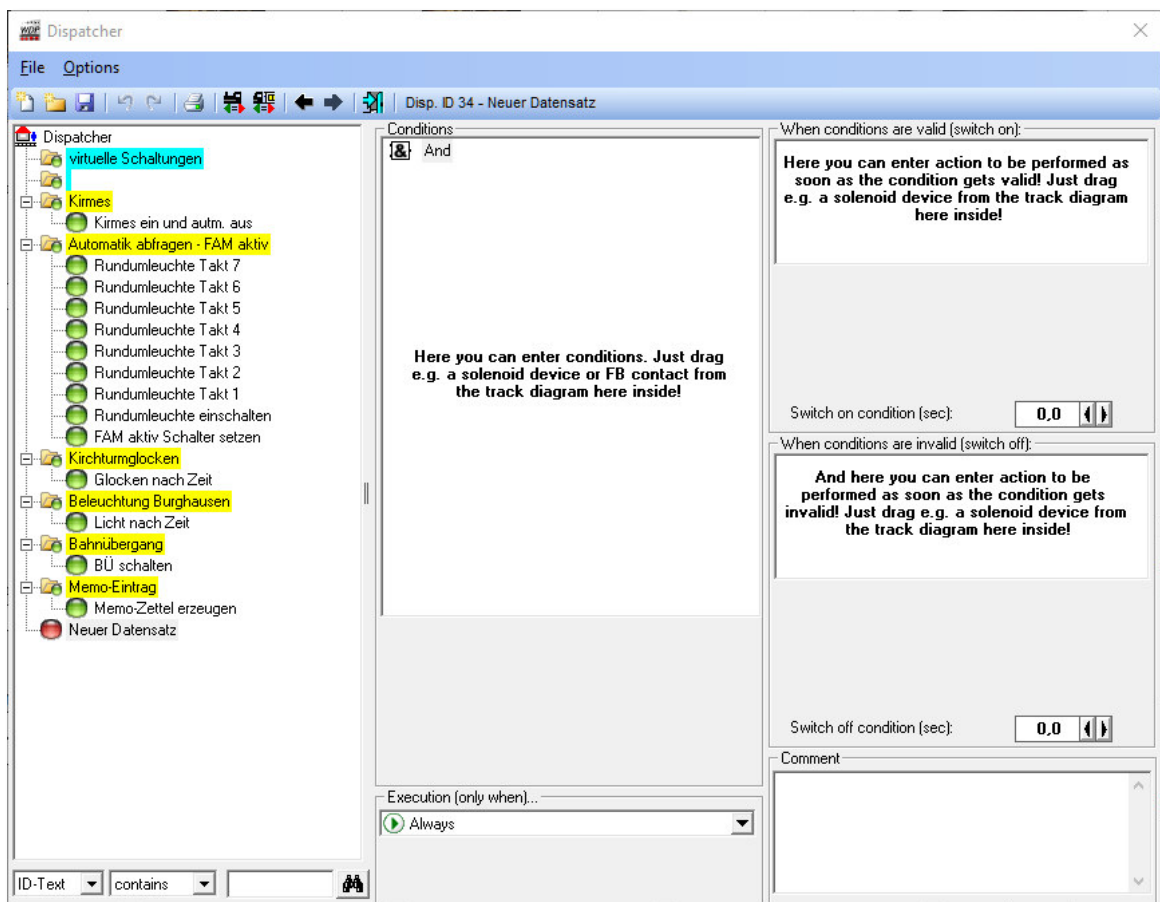 WDP
Dispatcher
File Options
Disp. ID 34 - Neuer Datensatz
Dispatcher
virtuelle Schaltungen
Kirmes
Kirmes ein und autm. aus
Automatik abfragen - FAM aktiv
Rundumleuchte Takt 7
Rundumleuchte Takt 6
Rundumleuchte Takt 5
Rundumleuchte Takt 4
Rundumleuchte Takt 3
Rundumleuchte Takt 2
Rundumleuchte Takt 1
Rundumleuchte einschalten
FAM aktiv Schalter setzen
Kirchturmglocken
Glocken nach Zeit
Beleuchtung Burghausen
Licht nach Zeit
Bahnübergang
BÜ schalten
Memo-Eintrag
Memo-Zettel erzeugen
Neuer Datensatz
ID-Text contains
Conditions
& And
Here you can enter conditions. Just drag
e.g. a solenoid device or FB contact from
the track diagram here inside!
Execution (only when)...
Always
When conditions are valid (switch on):
Here you can enter action to be performed as
soon as the condition gets valid! Just drag
e.g. a solenoid device from the track diagram
here inside!
Switch on condition (sec): 0,0
When conditions are invalid (switch off):
And here you can enter action to be
performed as soon as the condition gets
invalid! Just drag e.g. a solenoid device from
the track diagram here inside!
Switch off condition (sec): 0,0
Comment